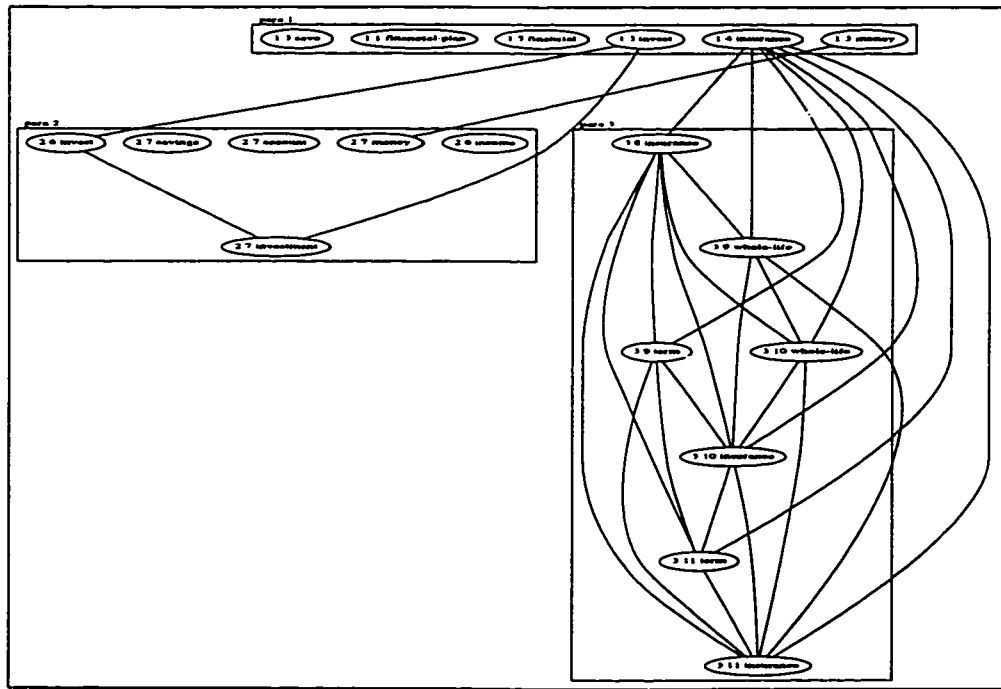 para 1
1 3 save
1 1 financial-plan
1 5 financial
1 3 invest
1 4 insurance
1 3 money
para 2
2 6 invest
2 7 savings
2 7 account
2 7 money
2 6 income
para 3
3 8 insurance
2 7 investment
3 9 whole-life
3 9 term
3 10 whole-life
3 10 insurance
3 11 term
3 11 insurance